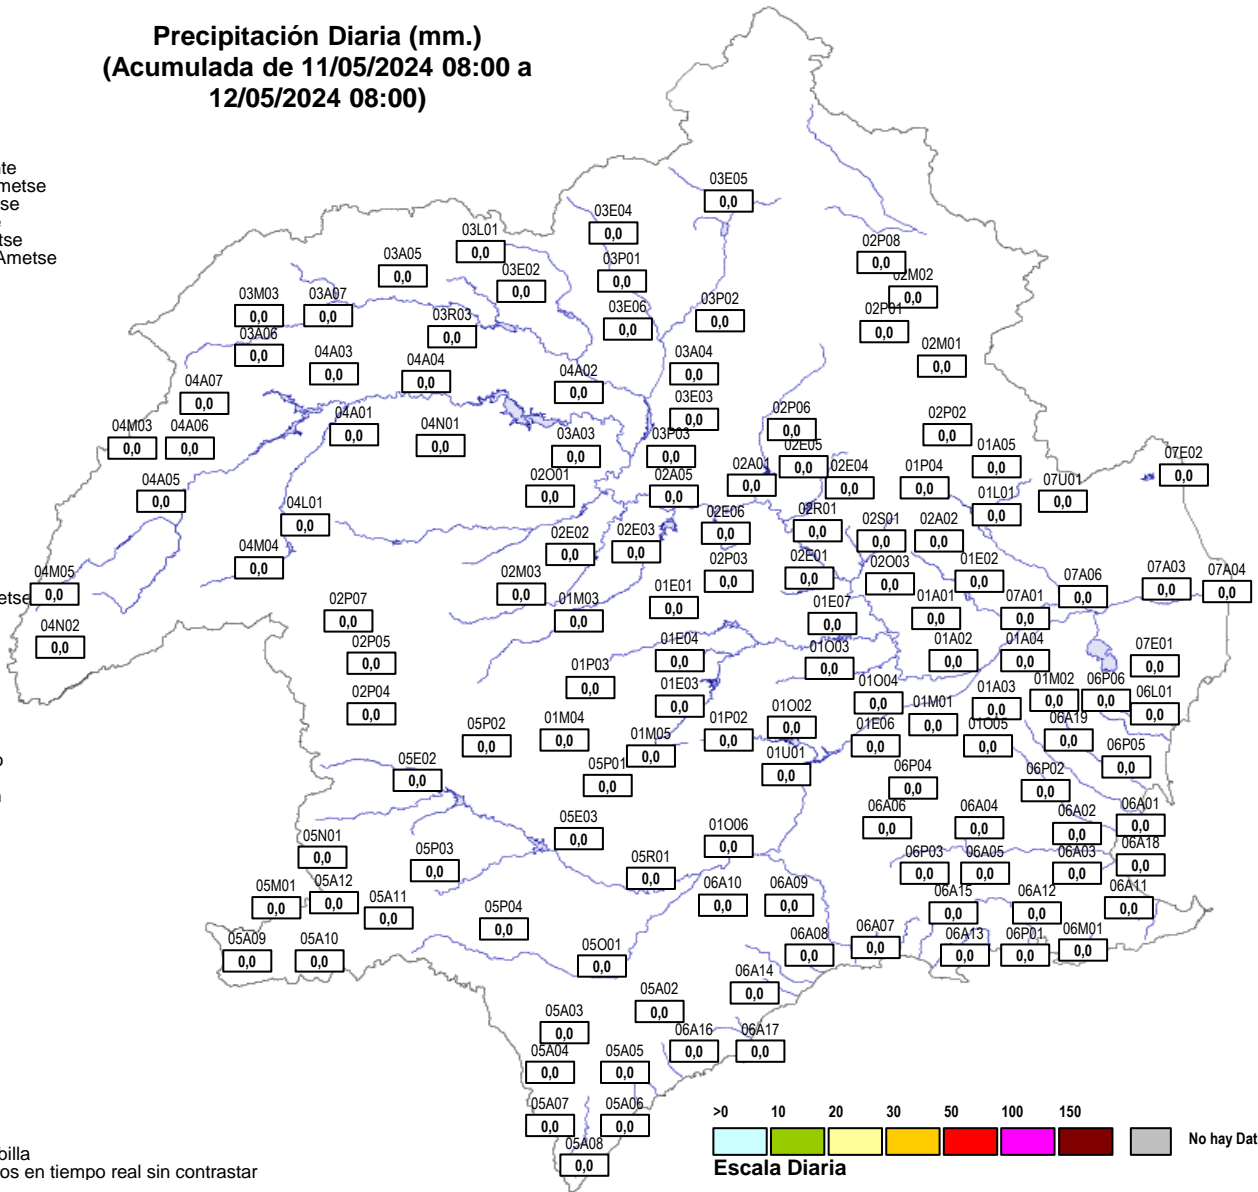 Precipitación Diaria (mm.)
(Acumulada de 11/05/2024 08:00 a
12/05/2024 08:00)
nte
metse
se
e
tse
Ametse
03E05
0,0
03E04
0,0
03L01
0,0
03A05
0,0
03E02
0,0
03P01
0,0
02P08
0,0
02M02
0,0
03M03
0,0
03A07
0,0
03R03
0,0
03E06
0,0
03P02
0,0
02P01
0,0
03A06
0,0
04A03
0,0
04A04
0,0
04A02
0,0
03A04
0,0
02M01
0,0
04A07
0,0
04A01
0,0
04N01
0,0
03E03
0,0
02P06
0,0
02P02
0,0
04M03
0,0
04A06
0,0
03A03
0,0
03P03
0,0
02E05
0,0
01A05
0,0
07E02
0,0
04A05
0,0
02O01
0,0
02A05
0,0
02A01
0,0
02E04
0,0
01P04
0,0
07U01
0,0
01L01
0,0
04L01
0,0
02E06
0,0
02R01
0,0
02S01
0,0
02A02
0,0
04M04
0,0
02E02
0,0
02E03
0,0
02P03
0,0
02E01
0,0
02O03
0,0
01E02
0,0
04M05
0,0
etse
02M03
0,0
01M03
0,0
01E01
0,0
01E07
0,0
01A01
0,0
07A01
0,0
07A06
0,0
07A03
0,0
07A04
0,0
04N02
0,0
02P07
0,0
02P05
0,0
01E04
0,0
01O03
0,0
01A02
0,0
01A04
0,0
07E01
0,0
02P04
0,0
01P03
0,0
01E03
0,0
01O04
0,0
01M01
0,0
01A03
0,0
01M02
0,0
06P06
0,0
06L01
0,0
05P02
0,0
01M04
0,0
01M05
0,0
01P02
0,0
01O02
0,0
01E06
0,0
01O05
0,0
06A19
0,0
06P05
0,0
o
05E02
0,0
05P01
0,0
01U01
0,0
06P04
0,0
06P02
0,0
05E03
0,0
01O06
0,0
06A06
0,0
06A04
0,0
06A02
0,0
06A01
0,0
05N01
0,0
05P03
0,0
05R01
0,0
06P03
0,0
06A05
0,0
06A03
0,0
06A18
0,0
05M01
0,0
05A12
0,0
05A11
0,0
05P04
0,0
06A10
0,0
06A09
0,0
06A15
0,0
06A12
0,0
06A11
0,0
05A09
0,0
05A10
0,0
05O01
0,0
06A08
0,0
06A07
0,0
06A13
0,0
06P01
0,0
06M01
0,0
05A02
0,0
06A14
0,0
05A03
0,0
06A16
0,0
06A17
0,0
05A04
0,0
05A05
0,0
05A07
0,0
05A06
0,0
05A08
0,0
>0 10 20 30 50 100 150
No hay Dat
Escala Diaria
billa
os en tiempo real sin contrastar